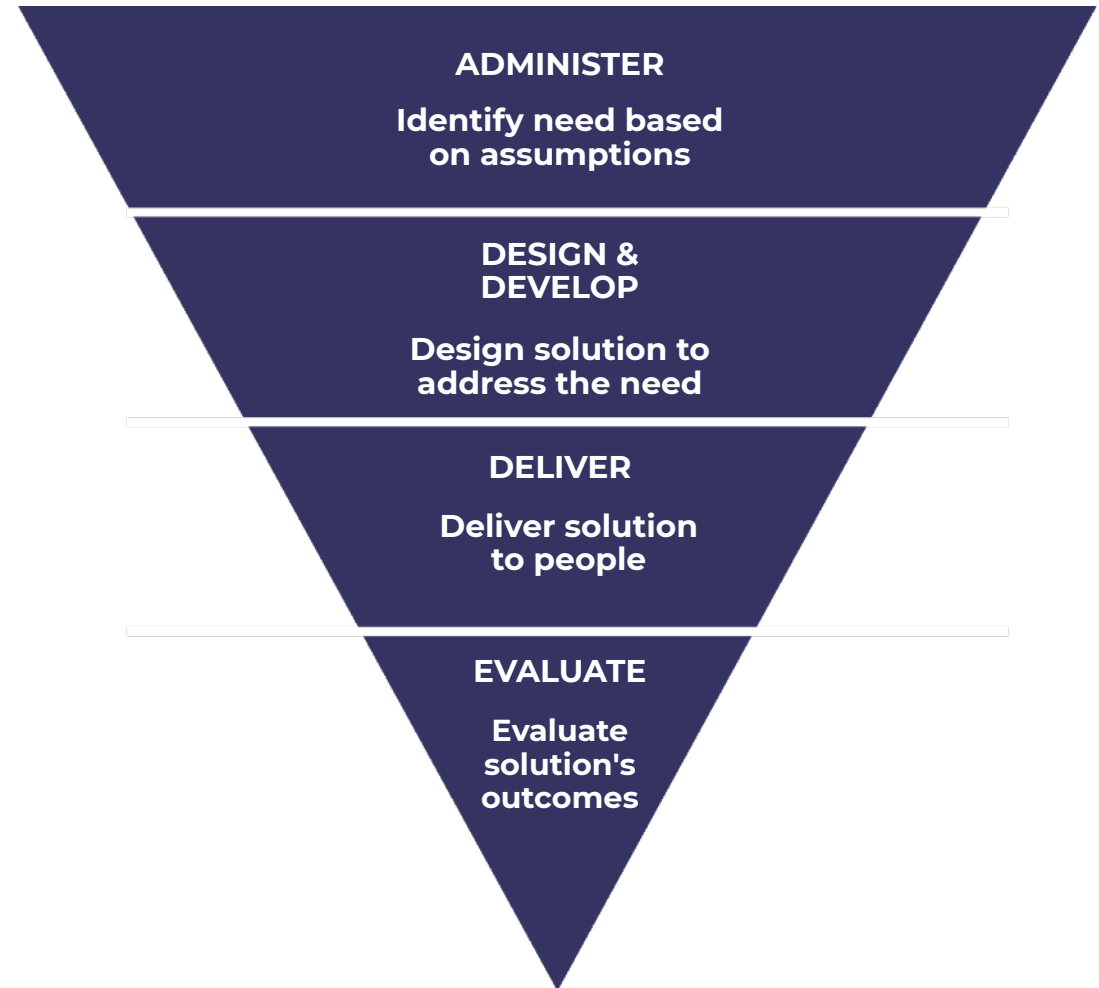 ADMINISTER
Identify need based
on assumptions
DESIGN &
DEVELOP
Design solution to
address the need
DELIVER
Deliver solution
to people
EVALUATE
Evaluate
solution's
outcomes